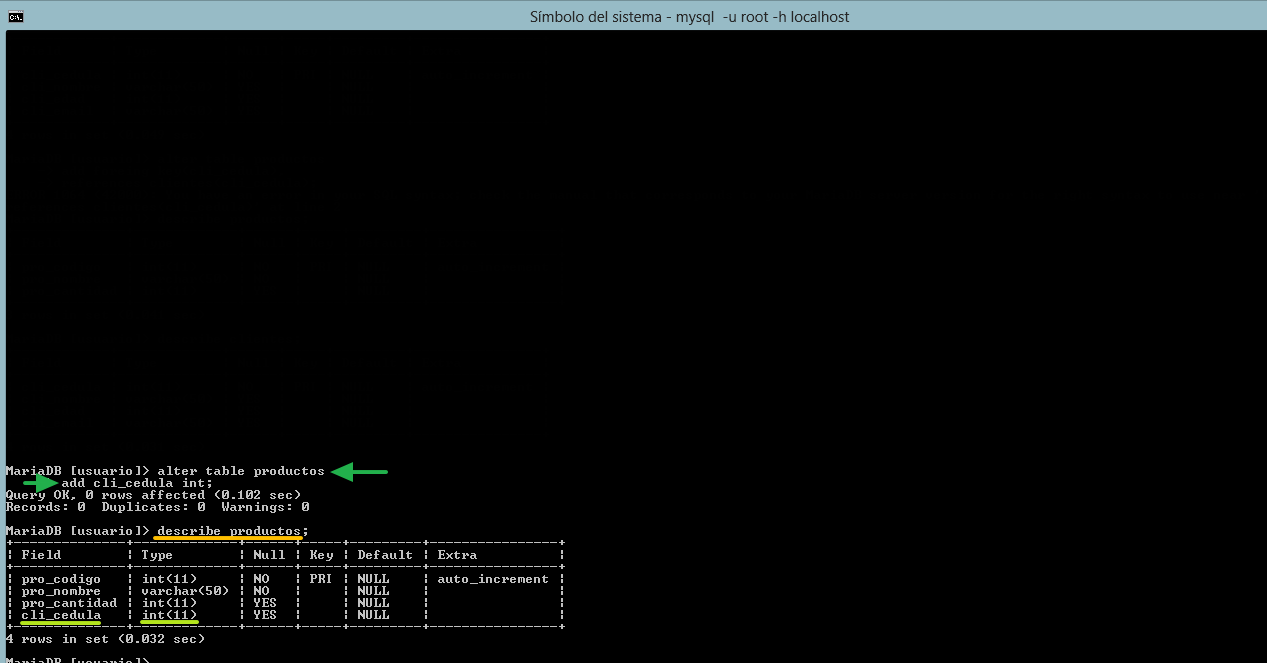 Símbolo del sistema - mysql  -u root -h localhost
MariaDB [usuario]> alter table productos
add cli_cedula int;
Query OK, 0 rows affected (0.102 sec)
Records: 0  Duplicates: 0  Warnings: 0
MariaDB [usuario]> describe productos;
+--------------+-------------+------+-----+---------+----------------+
| Field        | Type        | Null | Key | Default | Extra          |
+--------------+-------------+------+-----+---------+----------------+
| pro_codigo   | int(11)     | NO   | PRI | NULL    | auto_increment |
| pro_nombre   | varchar(50) | NO   |     | NULL    |                |
| pro_cantidad | int(11)     | YES  |     | NULL    |                |
| cli_cedula   | int(11)     | YES  |     | NULL    |                |
+--------------+-------------+------+-----+---------+----------------+
4 rows in set (0.032 sec)
MariaDB [usuario]>